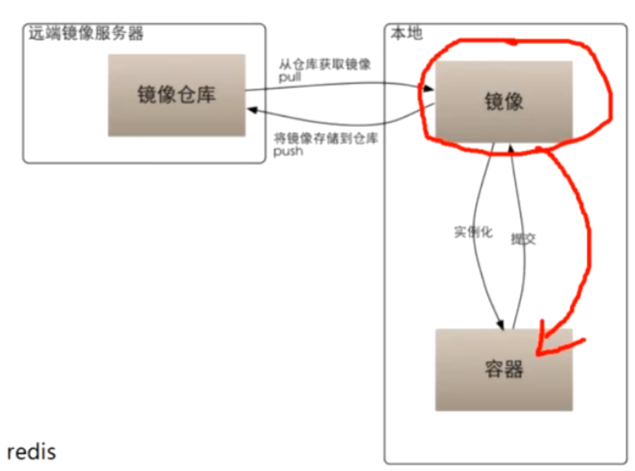 远端镜像服务器
本地
镜像仓库
从仓库获取镜像
pull
将镜像存储到仓库
push
镜像
实例化
提交
容器
redis